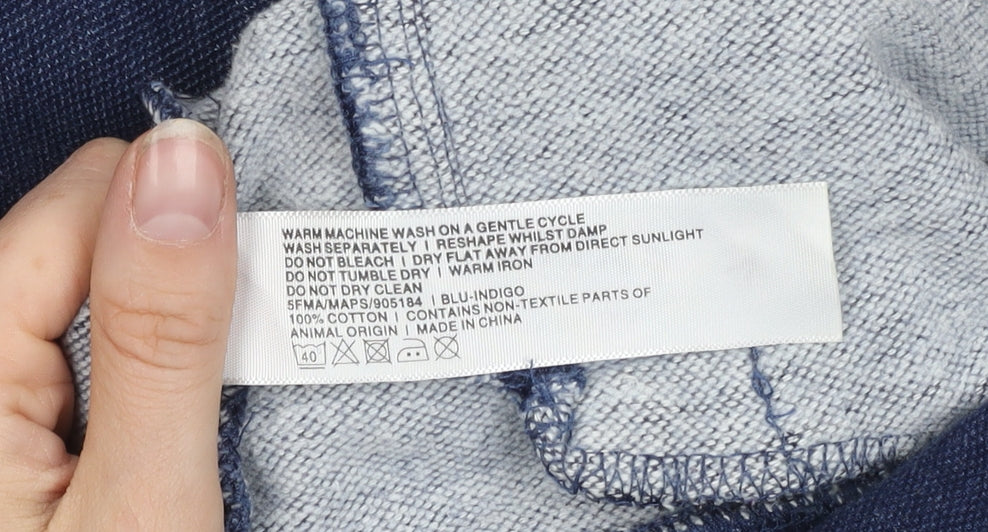 WARM MACHINE WASH ON A GENTLE CYCLE
WASH SEPARATELY | RESHAPE WHILST DAMP
DO NOT BLEACH | DRY FLAT AWAY FROM DIRECT SUNLIGHT
DO NOT TUMBLE DRY | WARM IRON
DO NOT DRY CLEAN
5FMA/MAPS/905184 | BLU-INDIGO
100% COTTON | CONTAINS NON-TEXTILE PARTS OF
ANIMAL ORIGIN | MADE IN CHINA
40